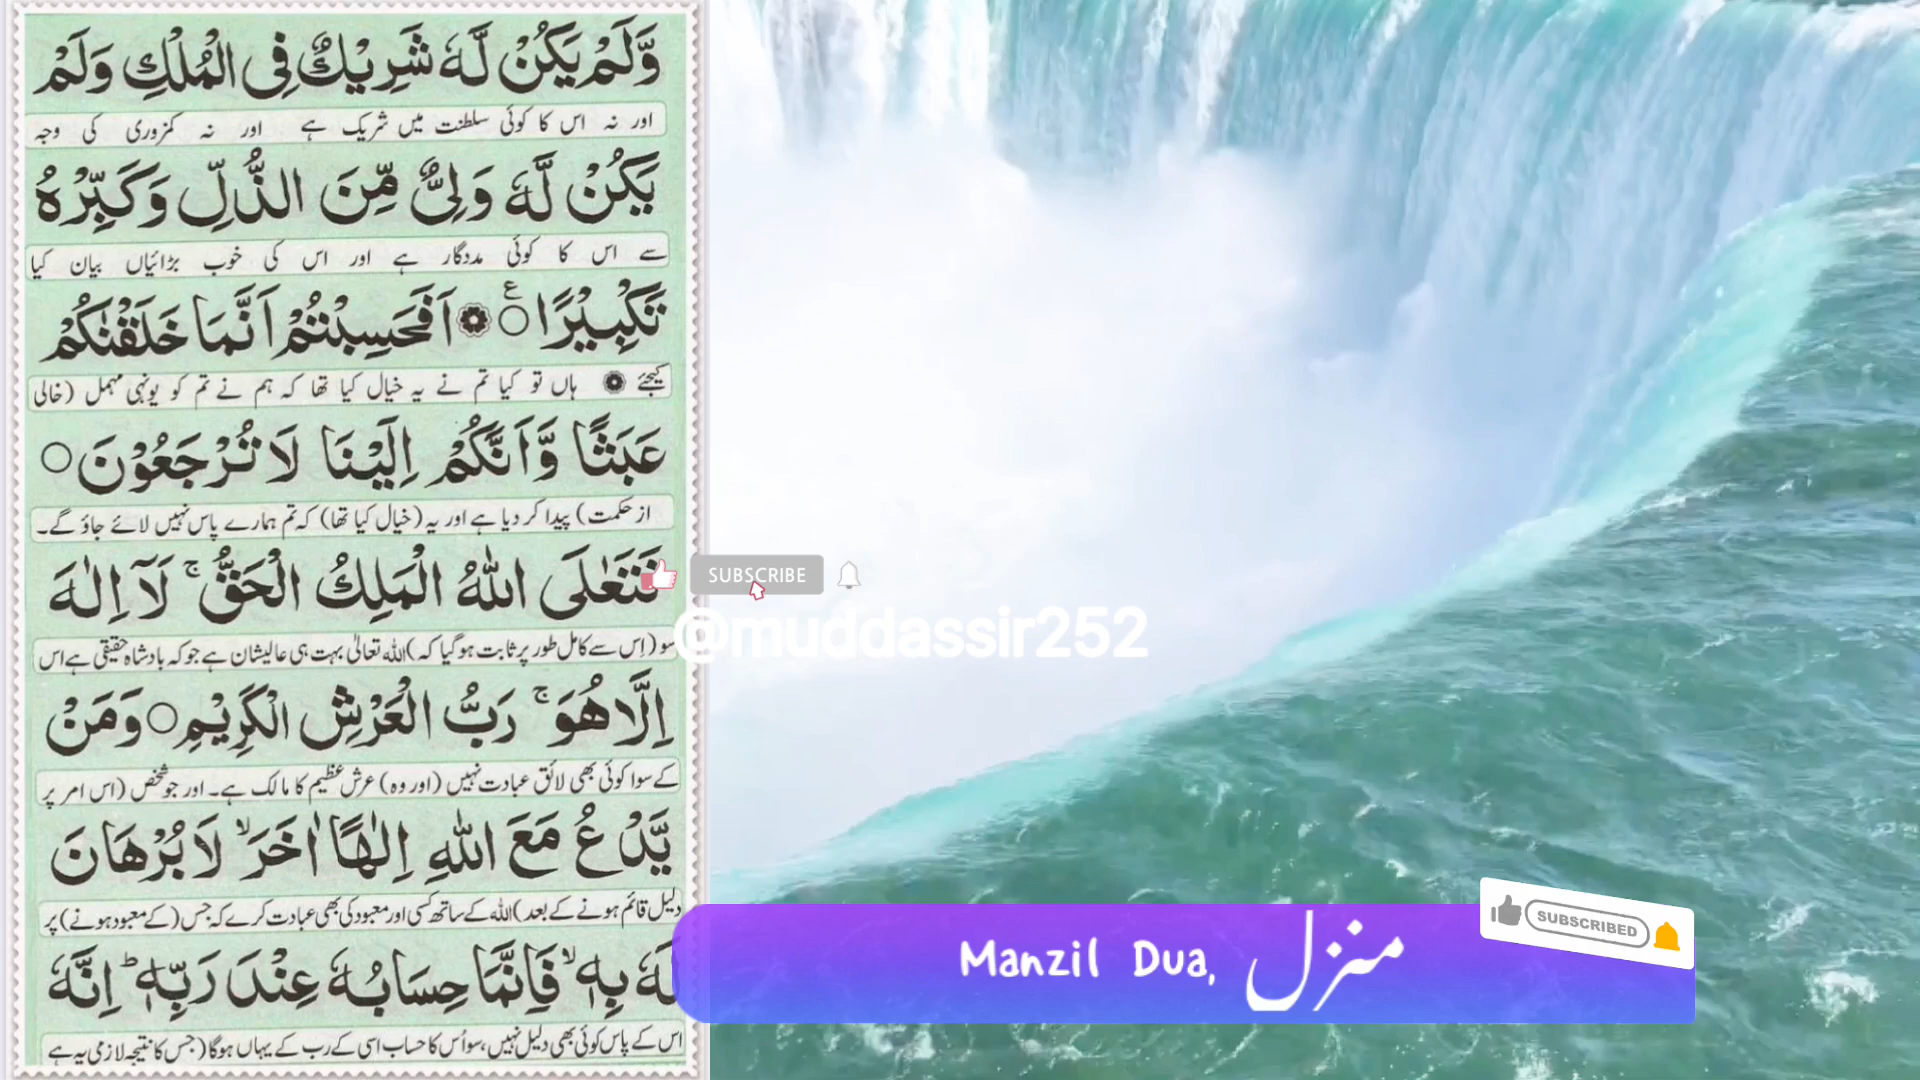 وَّلَمْ يَكُنْ لَّهٗ شَرِيْكٌ فِى الْمُلْكِ وَلَمْ
اور نہ اس کا کوئی سلطنت میں شریک ہے اور نہ کمزوری کی وجہ
يَكُنْ لَّهٗ وَلِىٌّ مِّنَ الذُّلِّ وَكَبِّرْهُ
سے اس کا کوئی مددگار ہے اور اس کی خوب بڑائیاں بیان کیا
تَكْبِيْرًا ○ ع اَفَحَسِبْتُمْ اَنَّمَا خَلَقْنٰكُمْ
کیجئے ہاں تو کیا تم نے یہ خیال کیا تھا کہ ہم نے تم کو یونہی مہمل (خالی
عَبَثًا وَّاَنَّكُمْ اِلَيْنَا لَا تُرْجَعُوْنَ ○
از حکمت) پیدا کر دیا ہے اور یہ (خیال کیا تھا) کہ تم ہمارے پاس نہیں لائے جاؤ گے۔
فَتَعٰلَى اللّٰهُ الْمَلِكُ الْحَقُّ ۚ لَاۤ اِلٰهَ
سو (اس سے کامل طور پر ثابت ہو گیا کہ) اللہ تعالٰی بہت ہی عالیشان ہے جو کہ بادشاہ حقیقی ہے اس
اِلَّا هُوَ ۚ رَبُّ الْعَرْشِ الْكَرِيْمِ ○ وَمَنْ
کے سوا کوئی بھی لائق عبادت نہیں (اور وہ) عرش عظیم کا مالک ہے۔ اور جو شخص (اس امر پر
يَّدْعُ مَعَ اللّٰهِ اِلٰهًا اٰخَرَ ۙ لَا بُرْهَانَ
دلیل قائم ہونے کے بعد) اللہ کے ساتھ کسی اور معبود کی بھی عبادت کرے کہ جس (کے معبود ہونے) پر
لَهٗ بِهٖ ۙ فَاِنَّمَا حِسَابُهٗ عِنْدَ رَبِّهٖ ؕ اِنَّهٗ
اس کے پاس کوئی بھی دلیل نہیں، سو اُس کا حساب اسی کے رب کے یہاں ہوگا (جس کا نتیجہ لازمی یہ ہے
SUBSCRIBE
@muddassir252
Manzil Dua, منزل
SUBSCRIBED